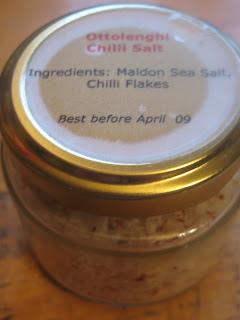 Ottolenghi
Chilli Salt
Ingredients: Maldon Sea Salt,
Chilli Flakes
Best before April 09